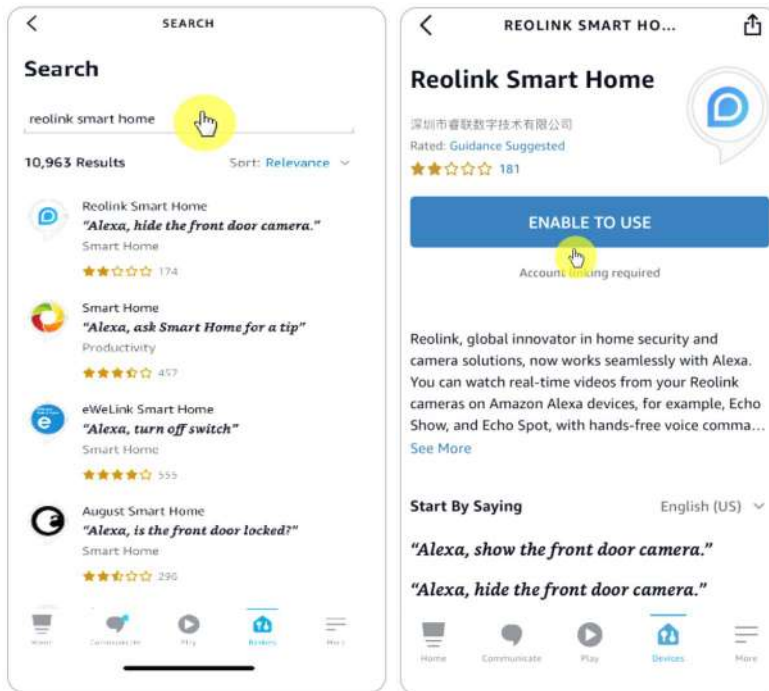 SEARCH
Search
reolink smart home
10,963 Results
Sort: Relevance
Reolink Smart Home
“Alexa, hide the front door camera.”
Smart Home
174
Smart Home
“Alexa, ask Smart Home for a tip”
Productivity
457
eWeLink Smart Home
“Alexa, turn off switch”
Smart Home
555
August Smart Home
“Alexa, is the front door locked?”
Smart Home
296
Home
Communicate
Play
Devices
More
REOLINK SMART HO...
Reolink Smart Home
深圳市睿联数字技术有限公司
Rated: Guidance Suggested
181
ENABLE TO USE
Account linking required
Reolink, global innovator in home security and
camera solutions, now works seamlessly with Alexa.
You can watch real-time videos from your Reolink
cameras on Amazon Alexa devices, for example, Echo
Show, and Echo Spot, with hands-free voice comma...
See More
Start By Saying
English (US)
“Alexa, show the front door camera.”
“Alexa, hide the front door camera.”
Home
Communicate
Play
Devices
More